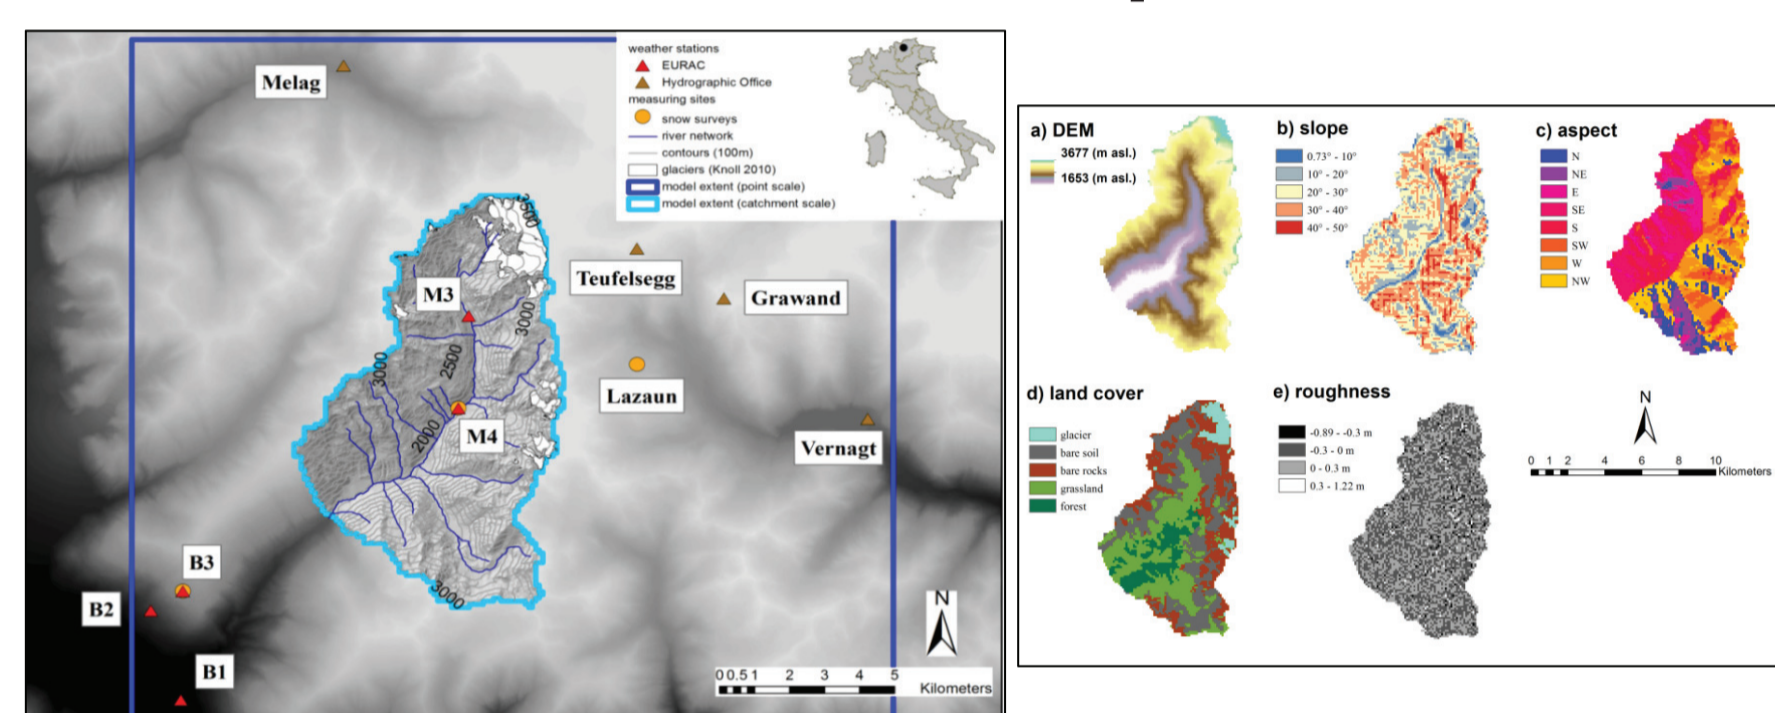 Melag
weather stations
EURAC
Hydrographic Office
measuring sites
snow surveys
river network
contours (100m)
glaciers (Knoll 2010)
model extent (point scale)
model extent (catchment scale)
3500
M3
Teufelsegg
Grawand
3000
3000
2500
Lazaun
M4
2000
Vernagt
B3
B2
3000
B1
N
0 0.5 1 2 3 4 5
Kilometers
a) DEM
3677 (m asl.)
1653 (m asl.)
b) slope
0.73° - 10°
10° - 20°
20° - 30°
30° - 40°
40° - 50°
c) aspect
N
NE
E
SE
S
SW
W
NW
d) land cover
glacier
bare soil
bare rocks
grassland
forest
e) roughness
-0.89 - -0.3 m
-0.3 - 0 m
0 - 0.3 m
0.3 - 1.22 m
N
0 1 2 4 6 8 10
Kilometers